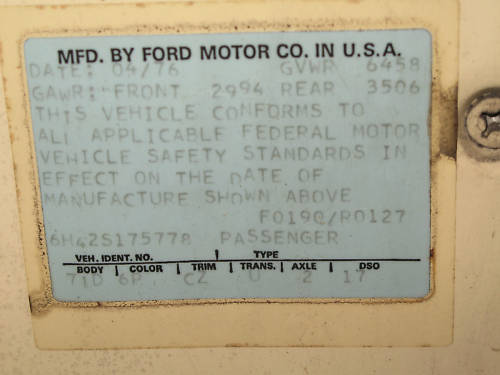 MFD. BY FORD MOTOR CO. IN U.S.A.
DATE: 04/76 GVWR 6458
GAWR: FRONT 2994 REAR 3506
THIS VEHICLE CONFORMS TO
ALL APPLICABLE FEDERAL MOTOR
VEHICLE SAFETY STANDARDS IN
EFFECT ON THE DATE OF
MANUFACTURE SHOWN ABOVE
F019Q/R0127
6H42S175778 PASSENGER
VEH. IDENT. NO. TYPE
BODY COLOR TRIM TRANS. AXLE DSO
71D 6P CZ U 2 17